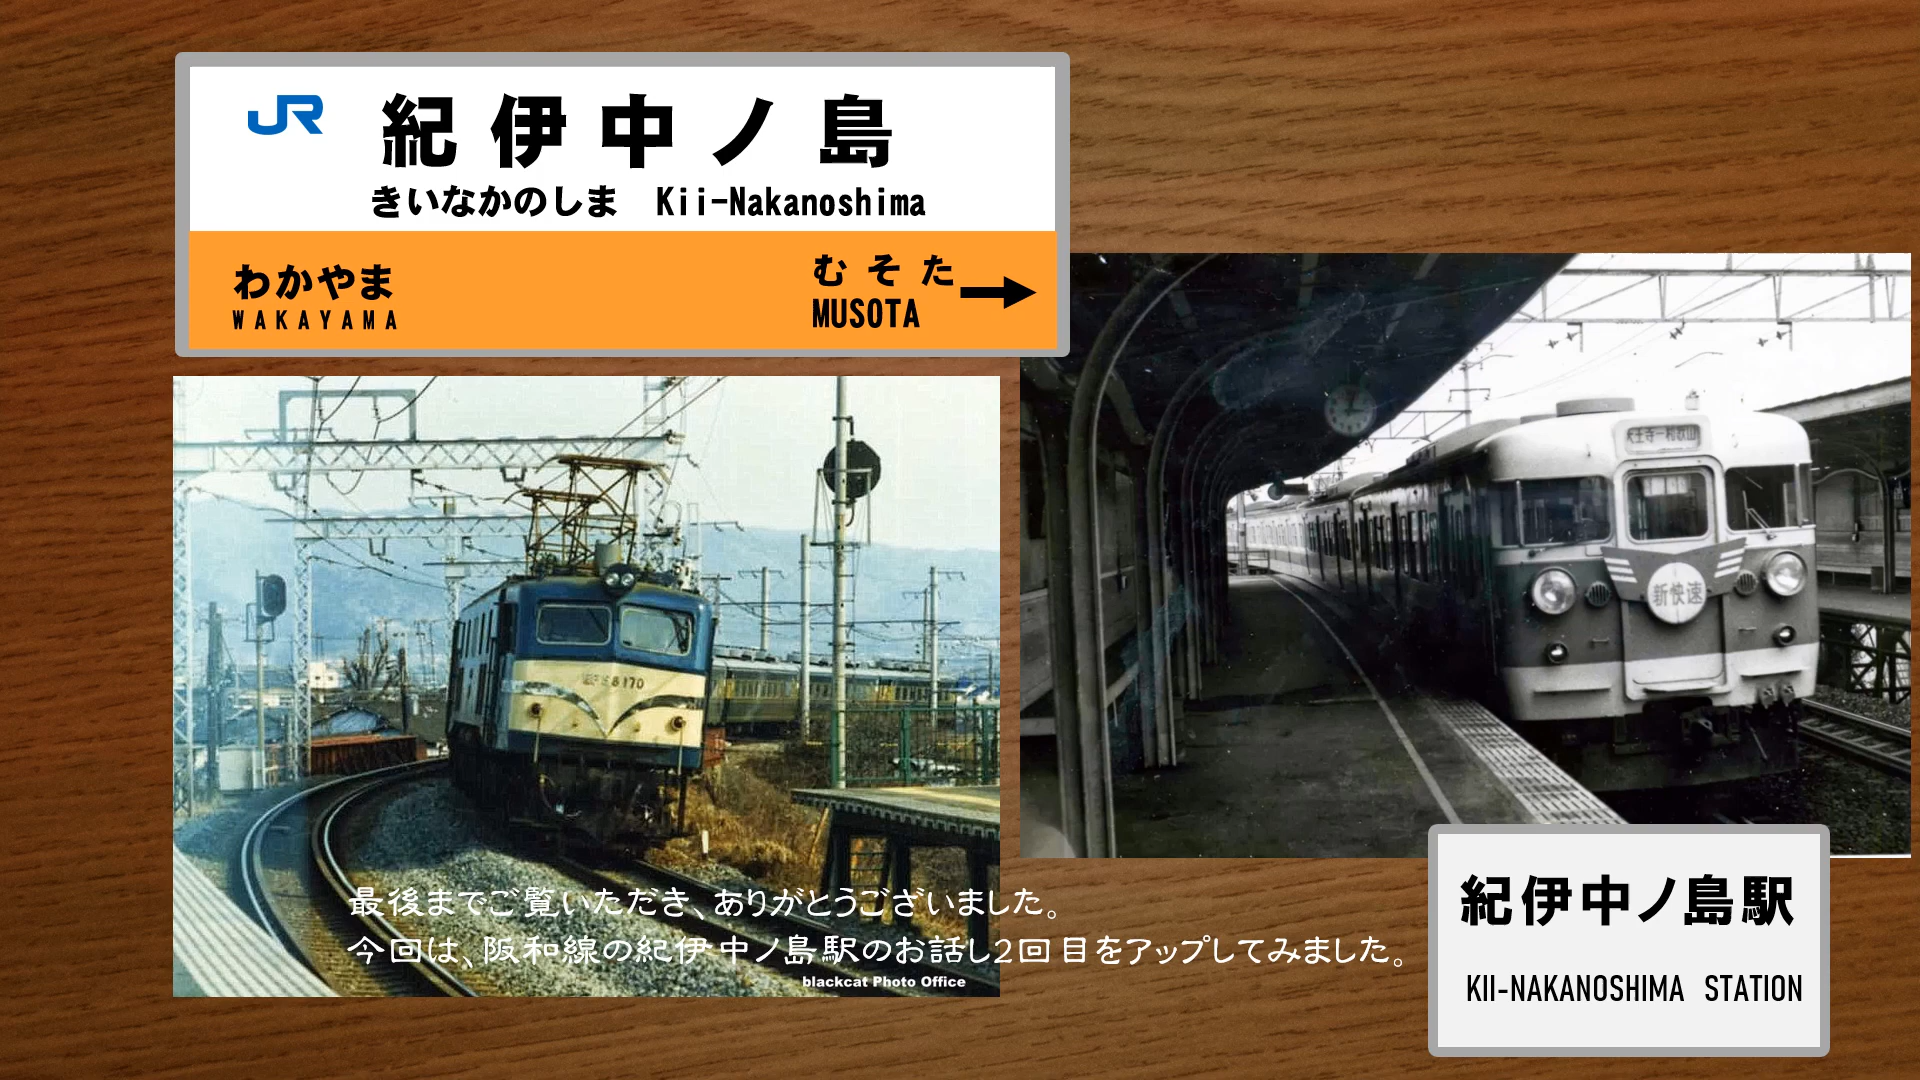 JR 紀伊中ノ島
きいなかのしま Kii-Nakanoshima
わかやま
WAKAYAMA
むそた
MUSOTA
天王寺-和歌山
新快速
最後までご覧いただき、ありがとうございました。
今回は、阪和線の紀伊中ノ島駅のお話し2回目をアップしてみました。
blackcat Photo Office
紀伊中ノ島駅
KII-NAKANOSHIMA STATION